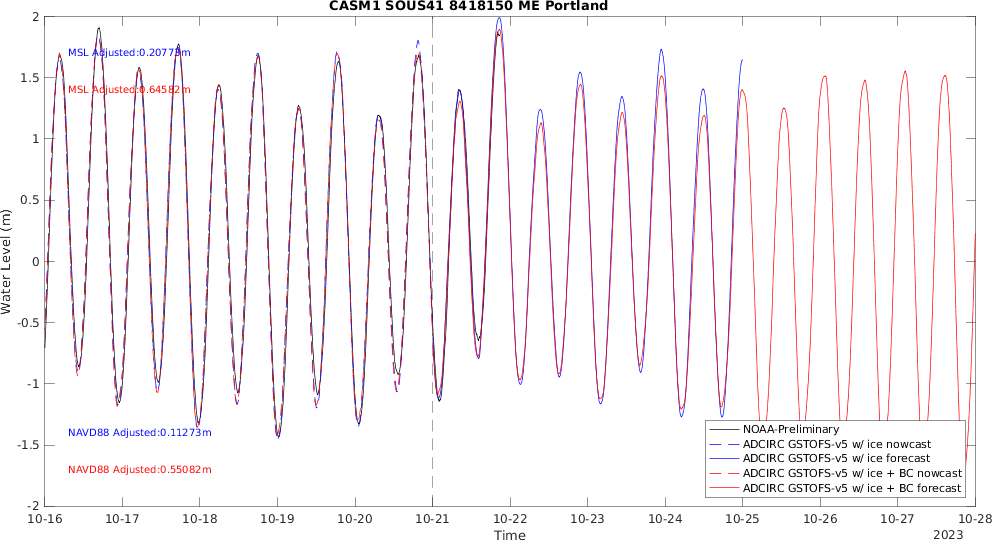 CASM1 SOUS41 8418150 ME Portland
2
1.5
1
0.5
0
-0.5
-1
-1.5
-2
Water Level (m)
MSL Adjusted:0.20779m
MSL Adjusted:0.64582m
NAVD88 Adjusted:0.11273m
NAVD88 Adjusted:0.55082m
NOAA-Preliminary
ADCIRC GSTOFS-v5 w/ ice nowcast
ADCIRC GSTOFS-v5 w/ ice forecast
ADCIRC GSTOFS-v5 w/ ice + BC nowcast
ADCIRC GSTOFS-v5 w/ ice + BC forecast
10-16 10-17 10-18 10-19 10-20 10-21 10-22 10-23 10-24 10-25 10-26 10-27 10-28
Time
2023